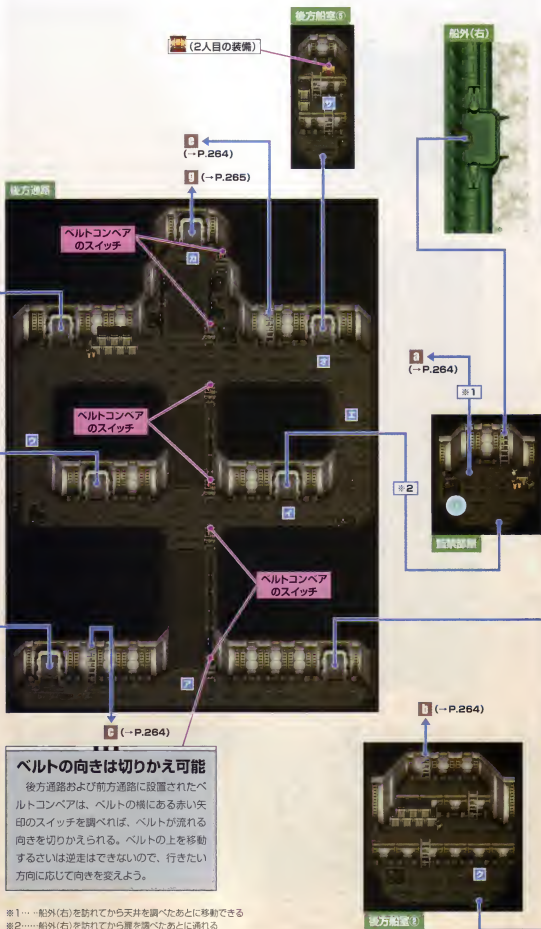 後方船室⑧
(2人目の装備)
船外(右)
サ
e
(→P.264)
g (→P.265)
後方通路
ベルトコンベア
のスイッチ
カ
オ
a
(→P.264)
※1
ベルトコンベア
のスイッチ
エ
ウ
イ
※2
監禁部屋
ベルトコンベア
のスイッチ
ア
c (→P.264)
b (→P.264)
ベルトの向きは切りかえ可能
後方通路および前方通路に設置されたベ
ルトコンベアは、ベルトの横にある赤い矢
印のスイッチを調べれば、ベルトが流れる
向きを切りかえられる。ベルトの上を移動
するさいは逆走はできないので、行きたい
方向に応じて向きを変えよう。
ク
※1……船外(右)を訪れてから天井を調べたあとに移動できる
※2……船外(右)を訪れてから扉を調べたあとに通れる
後方船室